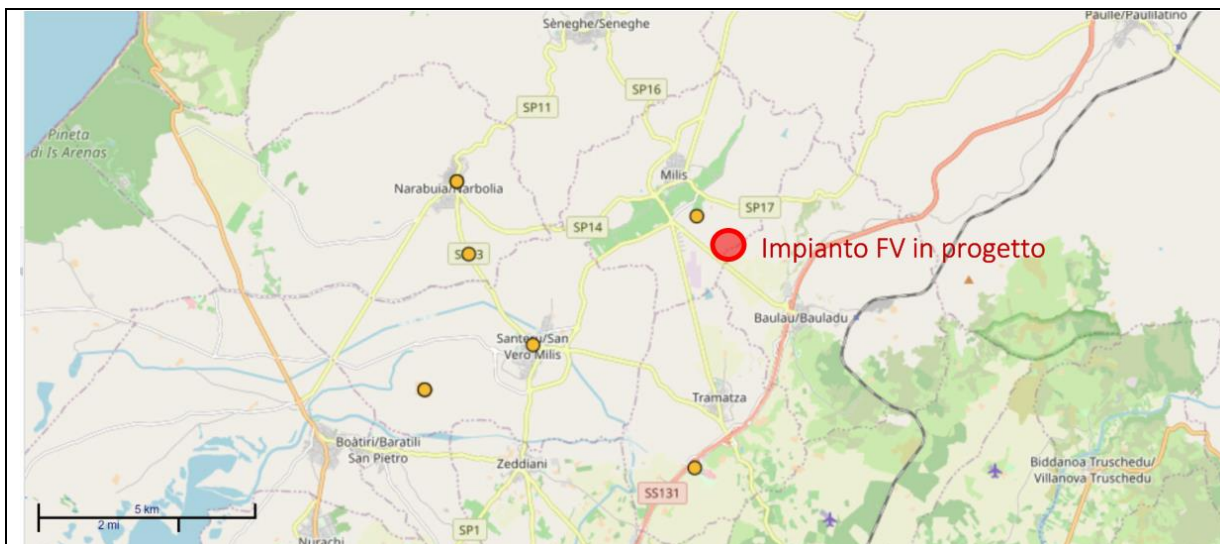 Sèneghe/Seneghe
Paùlle/Paulilatino
SP16
SP11
Pineta
di Is Arenas
Milis
Narabuia/Narbolia
SP17
SP14
Impianto FV in progetto
Baulau/Bauladu
Santeru/San
Vero Milis
Tramatza
Boàtiri/Baratili
San Pietro
Zeddiani
Biddanoa Truschedu/
Villanova Truschedu
SS131
5 km
2 mi
SP1
Nurachi